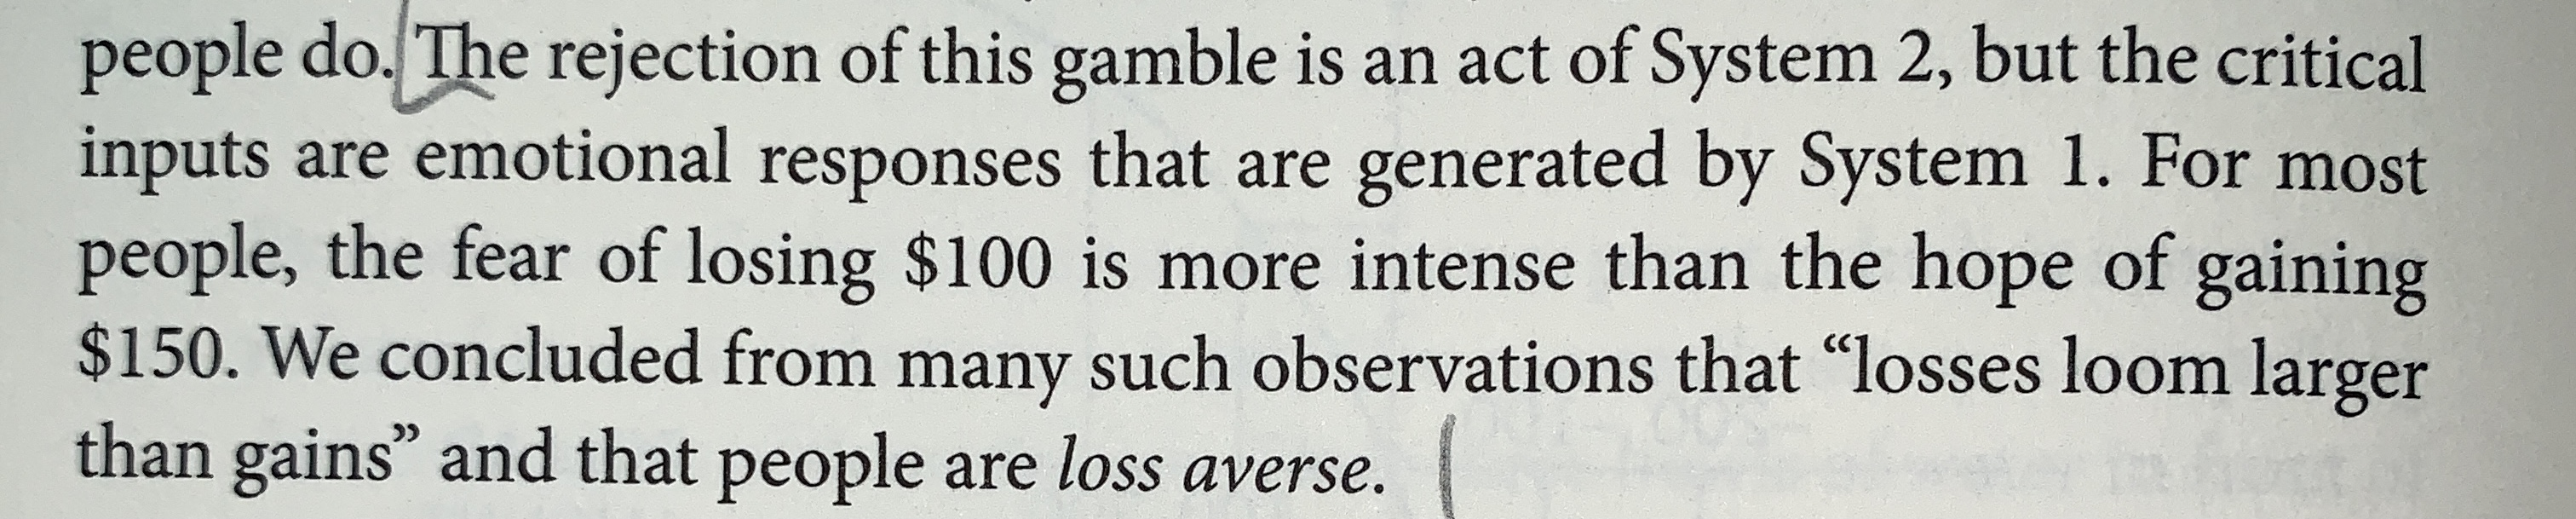 people do. The rejection of this gamble is an act of System 2, but the critical
inputs are emotional responses that are generated by System 1. For most
people, the fear of losing $100 is more intense than the hope of gaining
$150. We concluded from many such observations that “losses loom larger
than gains” and that people are loss averse.